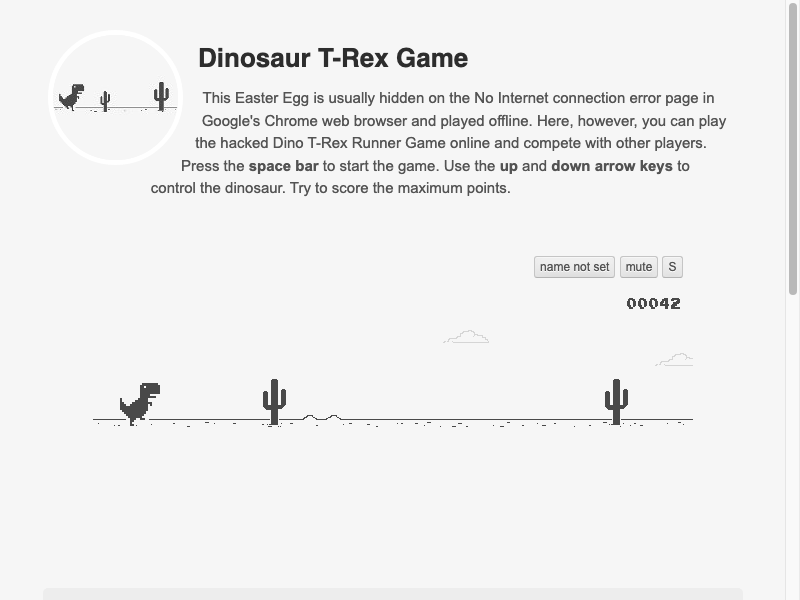 Dinosaur T-Rex Game
This Easter Egg is usually hidden on the No Internet connection error page in
Google's Chrome web browser and played offline. Here, however, you can play
the hacked Dino T-Rex Runner Game online and compete with other players.
Press the space bar to start the game. Use the up and down arrow keys to
control the dinosaur. Try to score the maximum points.
name not set mute S
00042